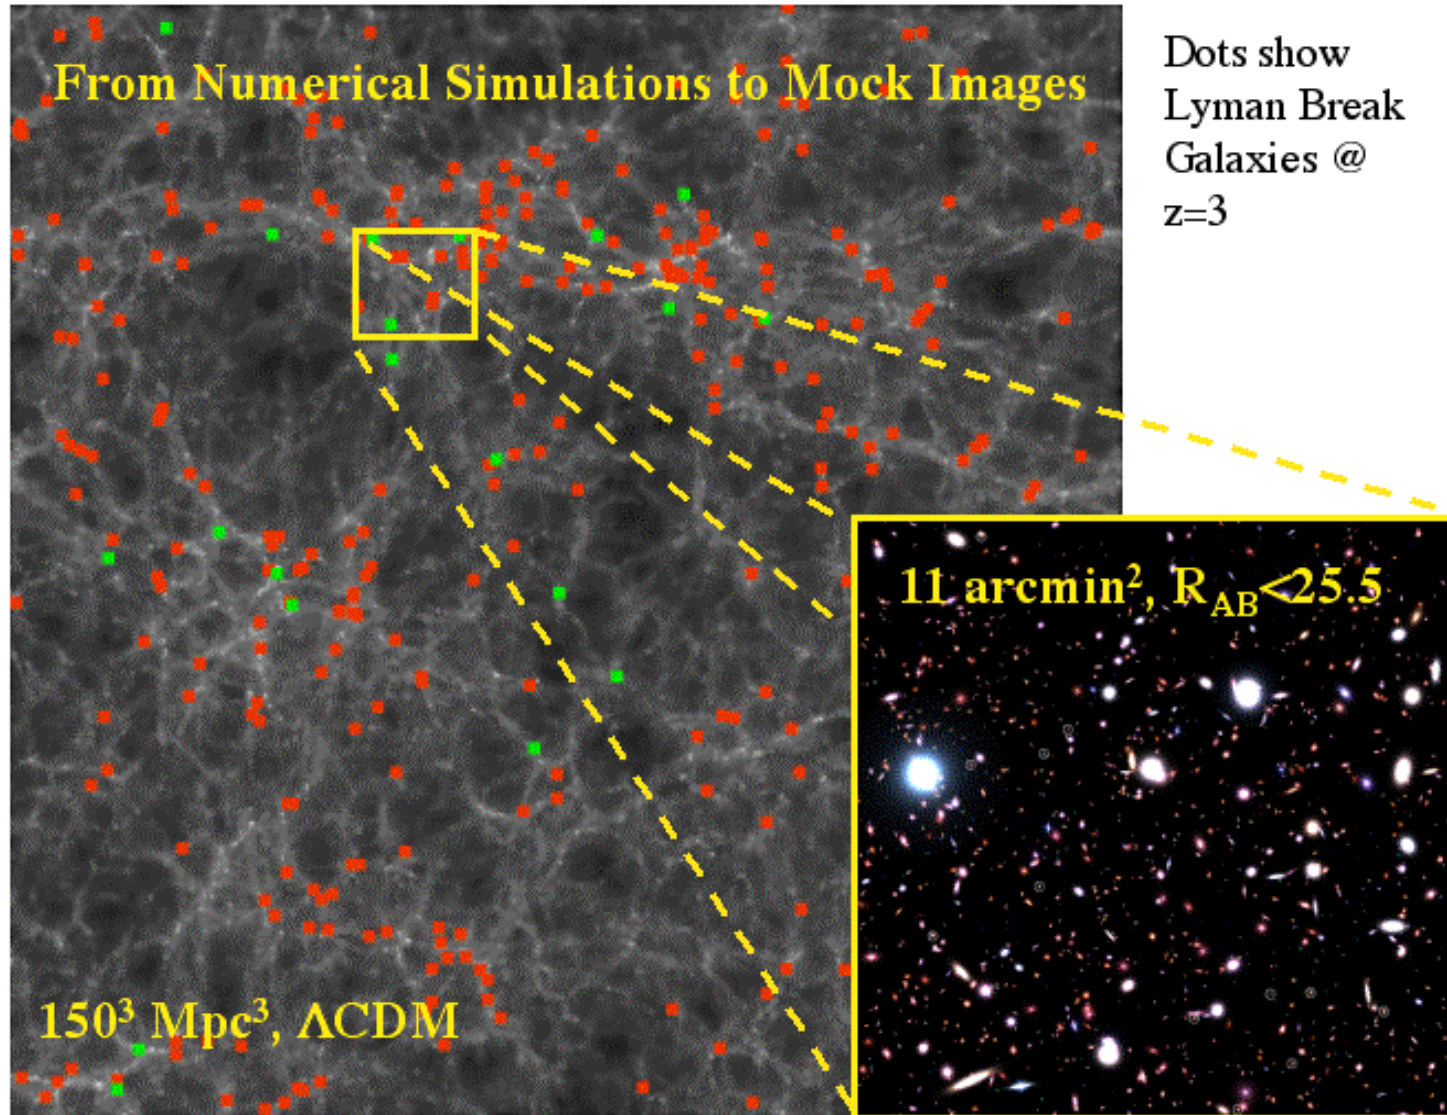 From Numerical Simulations to Mock Images
Dots show
Lyman Break
Galaxies @
z=3
11 arcmin², R_AB<25.5
150³ Mpc³, ΛCDM